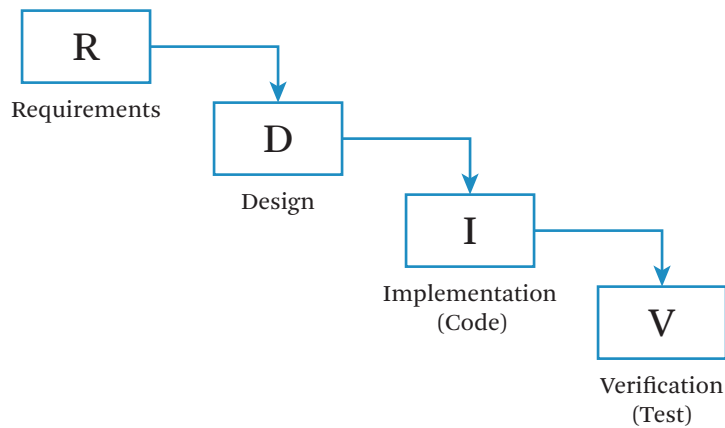 R
Requirements
D
Design
I
Implementation
(Code)
V
Verification
(Test)